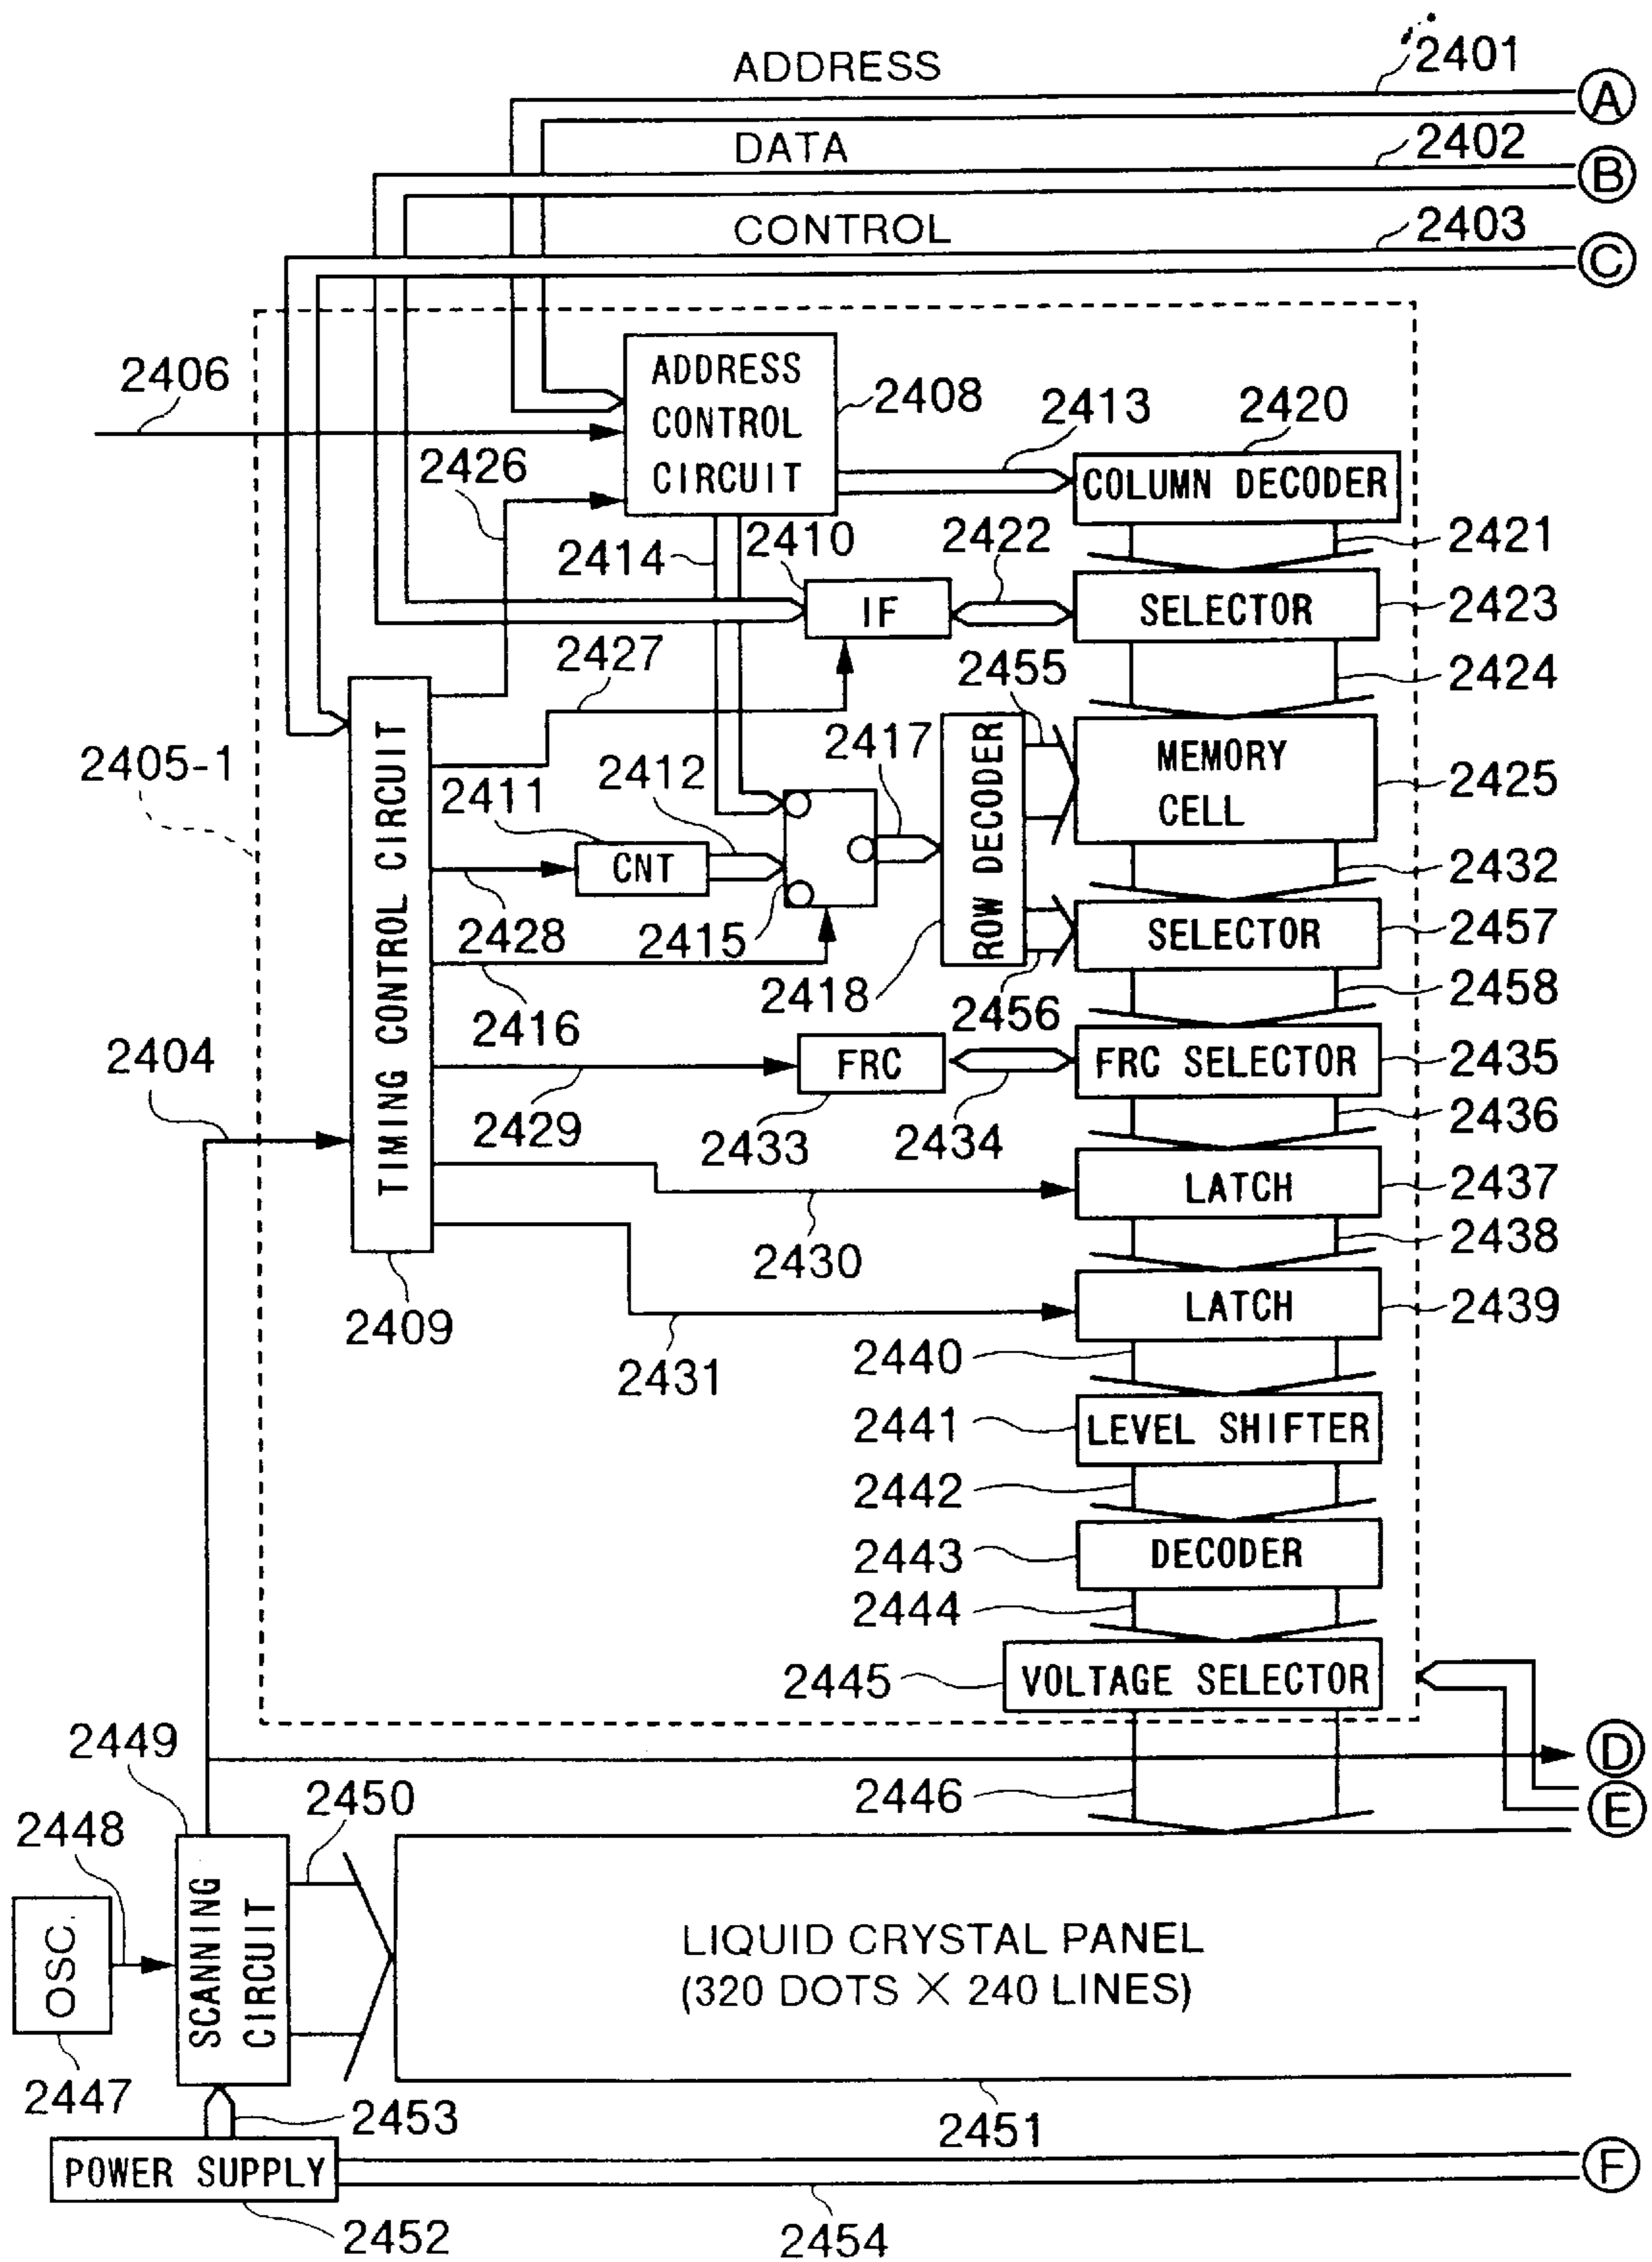 ADDRESS
2401
A
DATA
2402
B
CONTROL
2403
C
2406
ADDRESS
CONTROL
CIRCUIT
2408
2413
2420
2426
COLUMN DECODER
2414
2410
2422
2421
IF
SELECTOR
2423
2427
2455
2424
2405-1
2411
2412
2417
MEMORY
CELL
2425
TIMING CONTROL CIRCUIT
CNT
ROW DECODER
2432
2428
2415
2418
SELECTOR
2457
2416
2456
2458
2404
FRC
FRC SELECTOR
2435
2429
2433
2434
2436
LATCH
2437
2430
2438
2409
LATCH
2439
2431
2440
2441
LEVEL SHIFTER
2442
2443
DECODER
2444
2445
VOLTAGE SELECTOR
2449
D
2450
2446
E
2448
OSC.
SCANNING
CIRCUIT
LIQUID CRYSTAL PANEL
(320 DOTS X 240 LINES)
2447
2453
2451
POWER SUPPLY
F
2452
2454